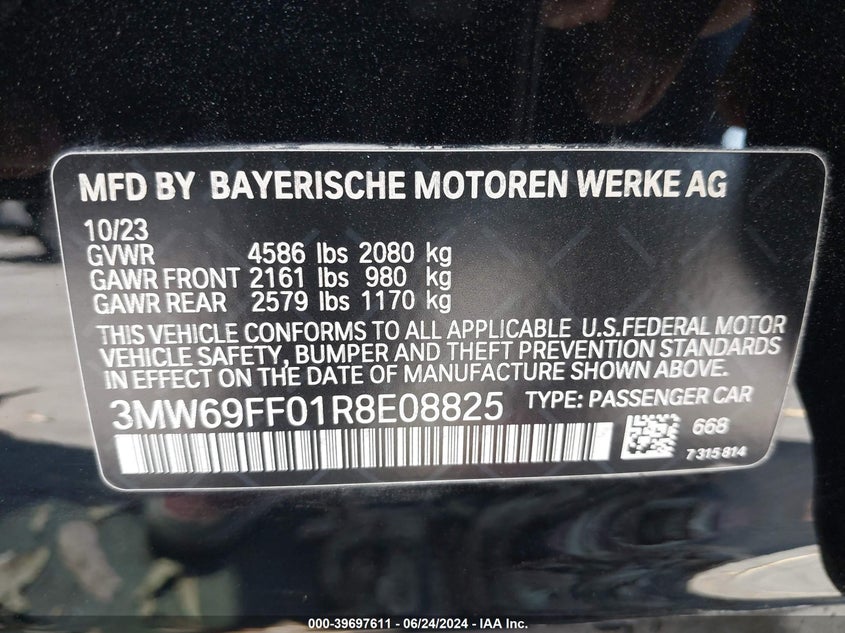 MFD BY BAYERISCHE MOTOREN WERKE AG
10/23
GVWR 4586 lbs 2080 kg
GAWR FRONT 2161 lbs 980 kg
GAWR REAR 2579 lbs 1170 kg
THIS VEHICLE CONFORMS TO ALL APPLICABLE U.S.FEDERAL MOTOR
VEHICLE SAFETY, BUMPER AND THEFT PREVENTION STANDARDS
IN EFFECT ON THE DATE OF MANUFACTURE SHOWN ABOVE.
3MW69FF01R8E08825 TYPE: PASSENGER CAR
668
7315814
000-39697611 - 06/24/2024 - IAA Inc.